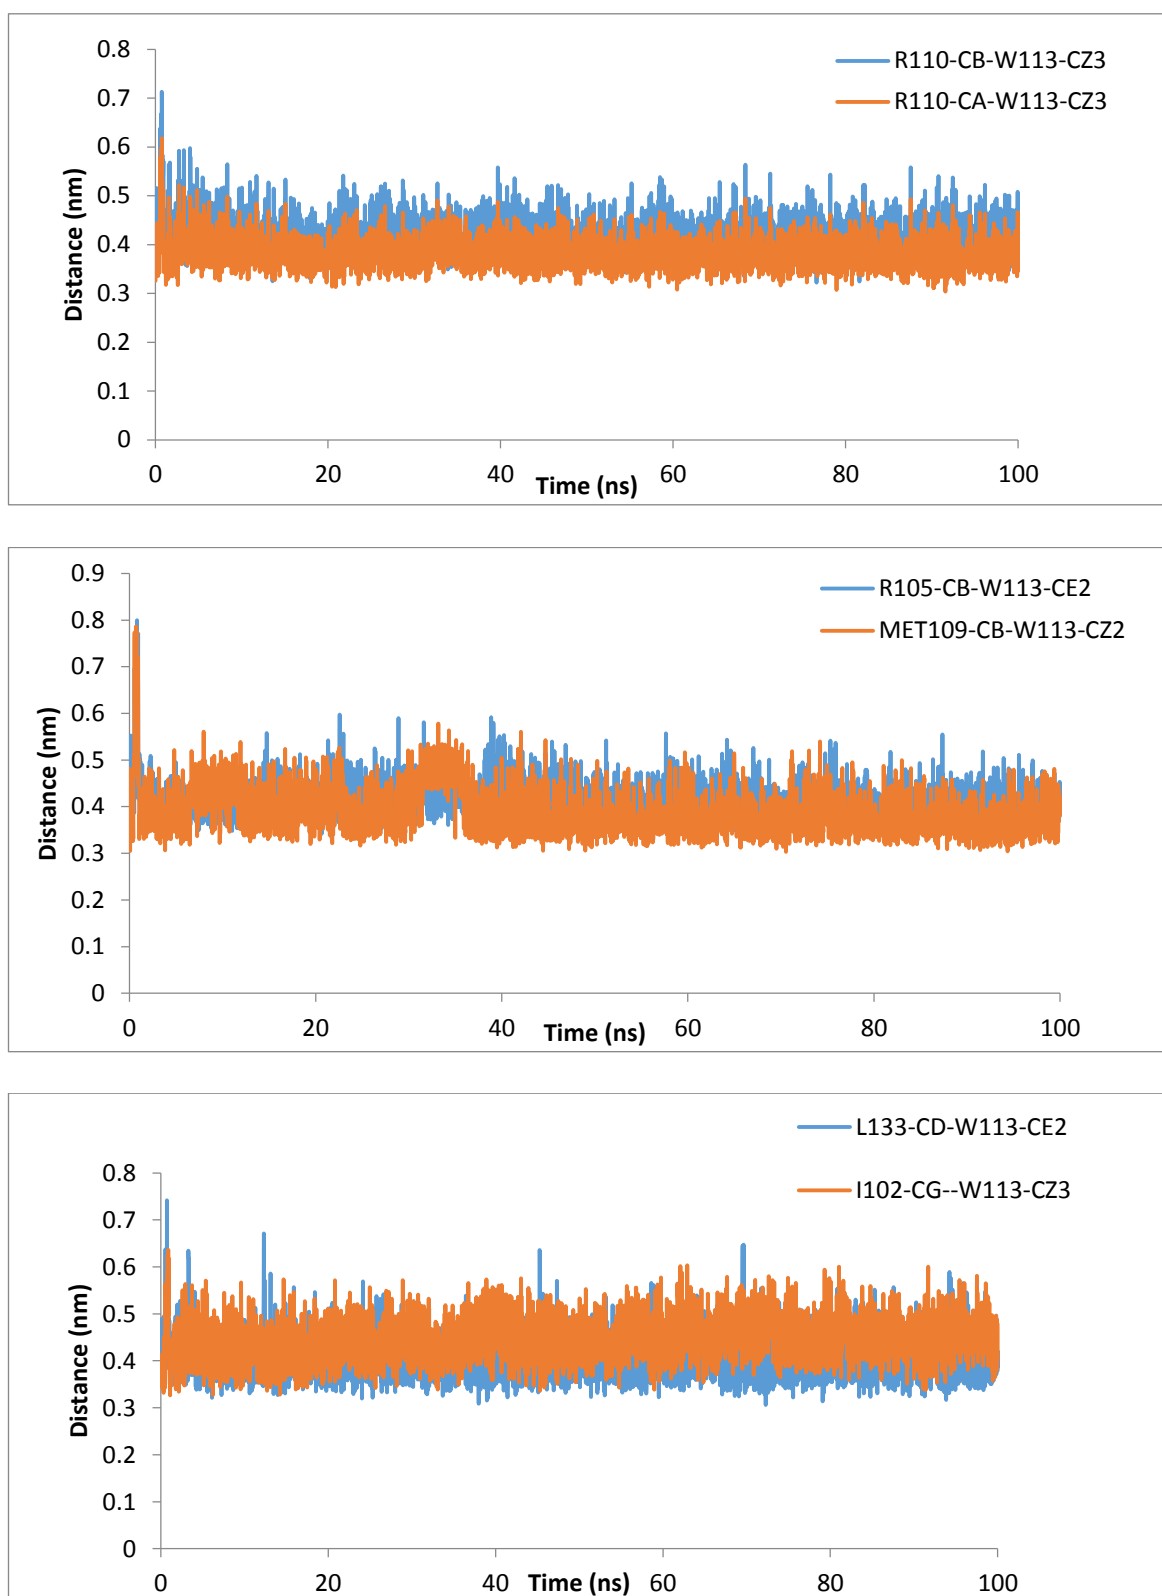 0.8
R110-CB-W113-CZ3
0.7
R110-CA-W113-CZ3
0.6
0.5
0.4
0.3
0.2
0.1
0
Distance (nm)
0 20 40 60 80 100
Time (ns)
0.9
R105-CB-W113-CE2
0.8
MET109-CB-W113-CZ2
0.7
0.6
0.5
0.4
0.3
0.2
0.1
0
Distance (nm)
0 20 40 60 80 100
Time (ns)
L133-CD-W113-CE2
0.8
I102-CG--W113-CZ3
0.7
0.6
0.5
0.4
0.3
0.2
0.1
0
Distance (nm)
0 20 40 60 80 100
Time (ns)